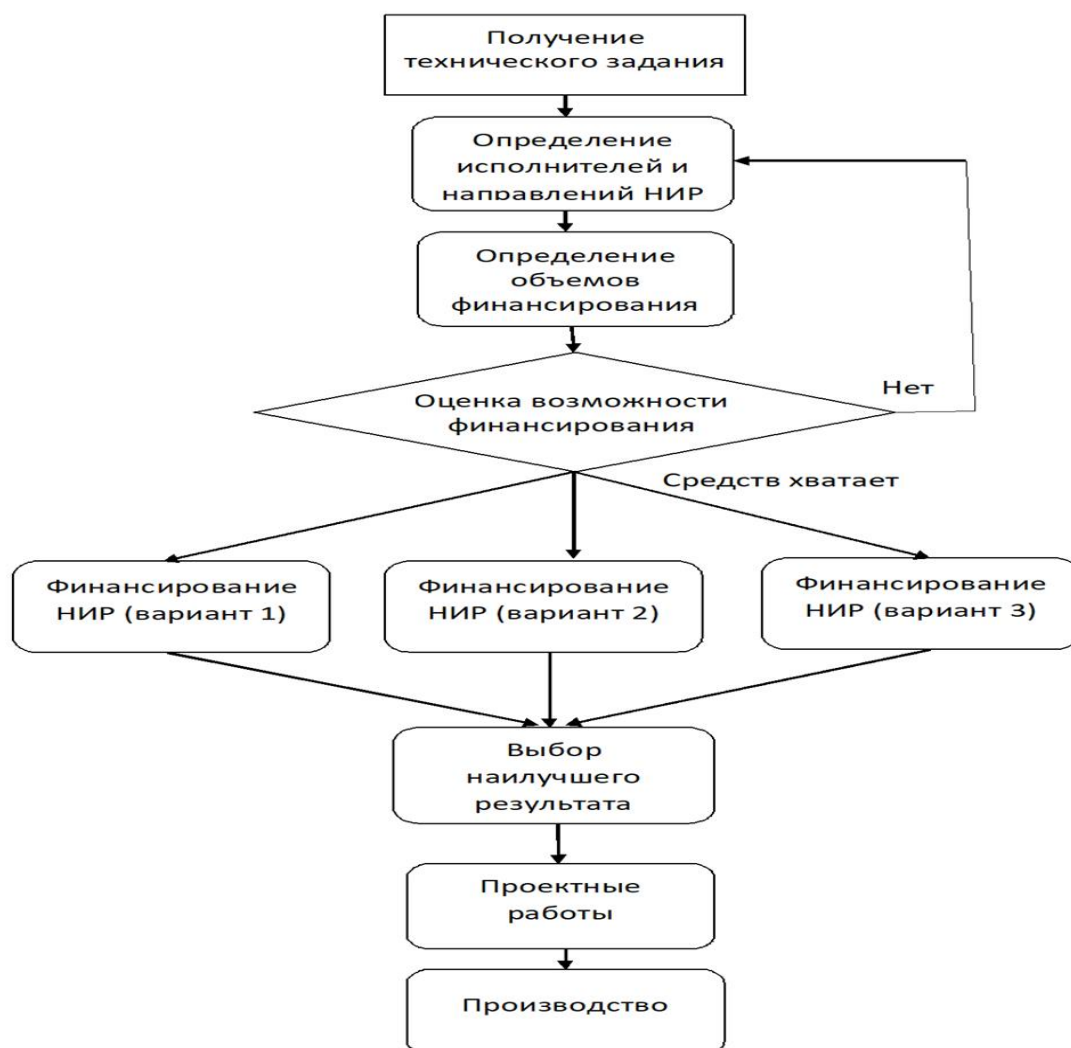 Получение
технического задания
Определение
исполнителей и
направлений НИР
Определение
объемов
финансирования
Оценка возможности
финансирования
Нет
Средств хватает
Финансирование
НИР (вариант 1)
Финансирование
НИР (вариант 2)
Финансирование
НИР (вариант 3)
Выбор
наилучшего
результата
Проектные
работы
Производство